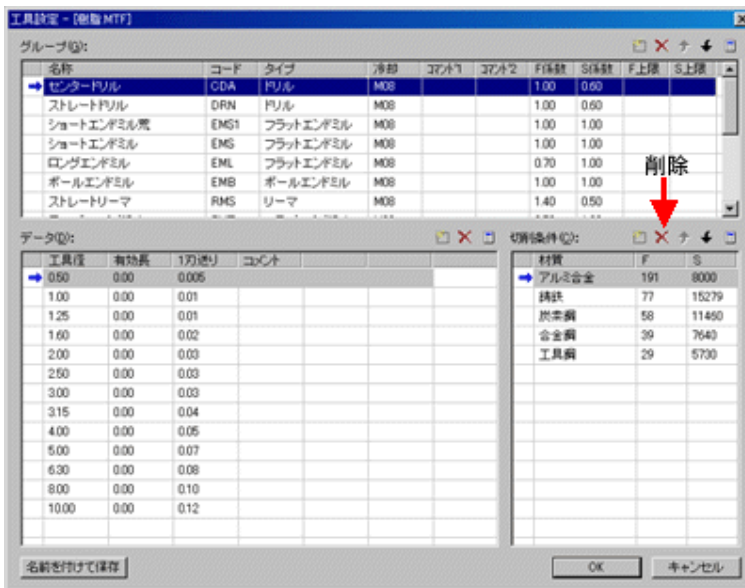 工具設定 - [樹脂MTF]
グループ(G):
名称 コード タイプ 冷却 コマンド1 コマンド2 F係数 S係数 F上限 S上限
センタードリル CDA ドリル M08 1.00 0.60
ストレートドリル DRN ドリル M08 1.00 0.60
ショートエンドミル荒 EMS1 フラットエンドミル M08 1.00 1.00
ショートエンドミル EMS フラットエンドミル M08 1.00 1.00
ロングエンドミル EML フラットエンドミル M08 0.70 1.00
ボールエンドミル EMB ボールエンドミル M08 1.00 1.00
ストレートリーマ RMS リーマ M08 1.40 0.50
削除
データ(D):
工具径 有効長 1刃送り コメント
0.50 0.00 0.005
1.00 0.00 0.01
1.25 0.00 0.01
1.60 0.00 0.02
2.00 0.00 0.03
2.50 0.00 0.03
3.00 0.00 0.03
3.15 0.00 0.04
4.00 0.00 0.05
5.00 0.00 0.07
6.30 0.00 0.08
8.00 0.00 0.10
10.00 0.00 0.12
切削条件(C):
材質 F S
アルミ合金 191 8000
鋳鉄 77 15279
炭素鋼 58 11460
合金鋼 39 7640
工具鋼 29 5730
名前を付けて保存
OK
キャンセル